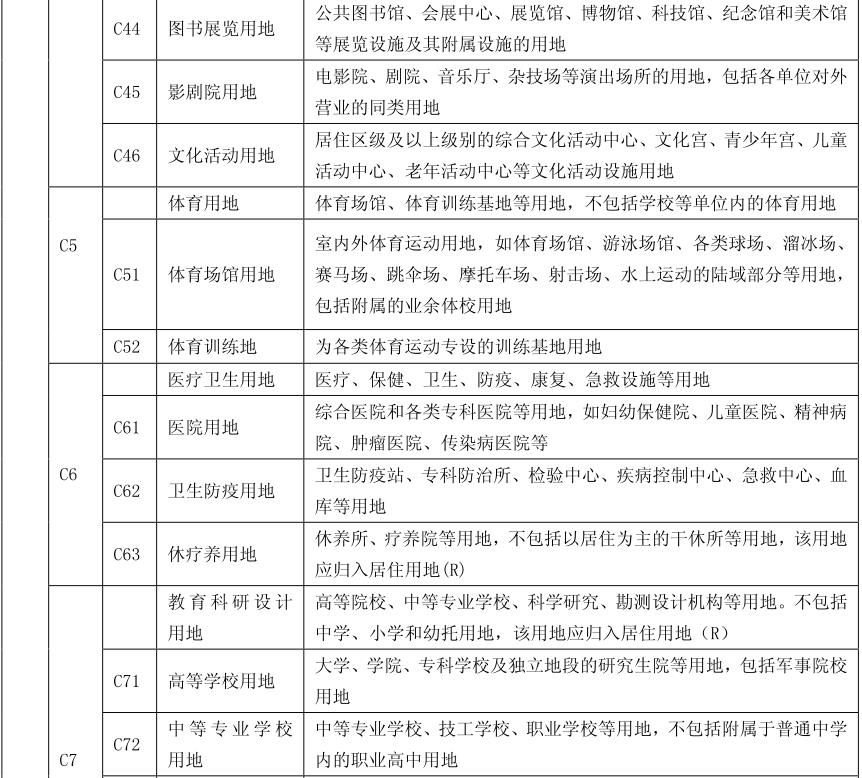 C44 图书展览用地 公共图书馆、会展中心、展览馆、博物馆、科技馆、纪念馆和美术馆
等展览设施及其附属设施的用地
C45 影剧院用地 电影院、剧院、音乐厅、杂技场等演出场所的用地，包括各单位对外
营业的同类用地
C46 文化活动用地 居住区级及以上级别的综合文化活动中心、文化宫、青少年宫、儿童
活动中心、老年活动中心等文化活动设施用地
C5 体育用地 体育场馆、体育训练基地等用地，不包括学校等单位内的体育用地
C51 体育场馆用地 室内外体育运动用地，如体育场馆、游泳场馆、各类球场、溜冰场、
赛马场、跳伞场、摩托车场、射击场、水上运动的陆域部分等用地，
包括附属的业余体校用地
C52 体育训练地 为各类体育运动专设的训练基地用地
C6 医疗卫生用地 医疗、保健、卫生、防疫、康复、急救设施等用地
C61 医院用地 综合医院和各类专科医院等用地，如妇幼保健院、儿童医院、精神病
院、肿瘤医院、传染病医院等
C62 卫生防疫用地 卫生防疫站、专科防治所、检验中心、疾病控制中心、急救中心、血
库等用地
C63 休疗养用地 休养所、疗养院等用地，不包括以居住为主的干休所等用地，该用地
应归入居住用地(R)
C7 教育科研设计 高等院校、中等专业学校、科学研究、勘测设计机构等用地。不包括
用地 中学、小学和幼托用地，该用地应归入居住用地（R）
C71 高等学校用地 大学、学院、专科学校及独立地段的研究生院等用地，包括军事院校
用地
C72 中等专业学校 中等专业学校、技工学校、职业学校等用地，不包括附属于普通中学
用地 内的职业高中用地